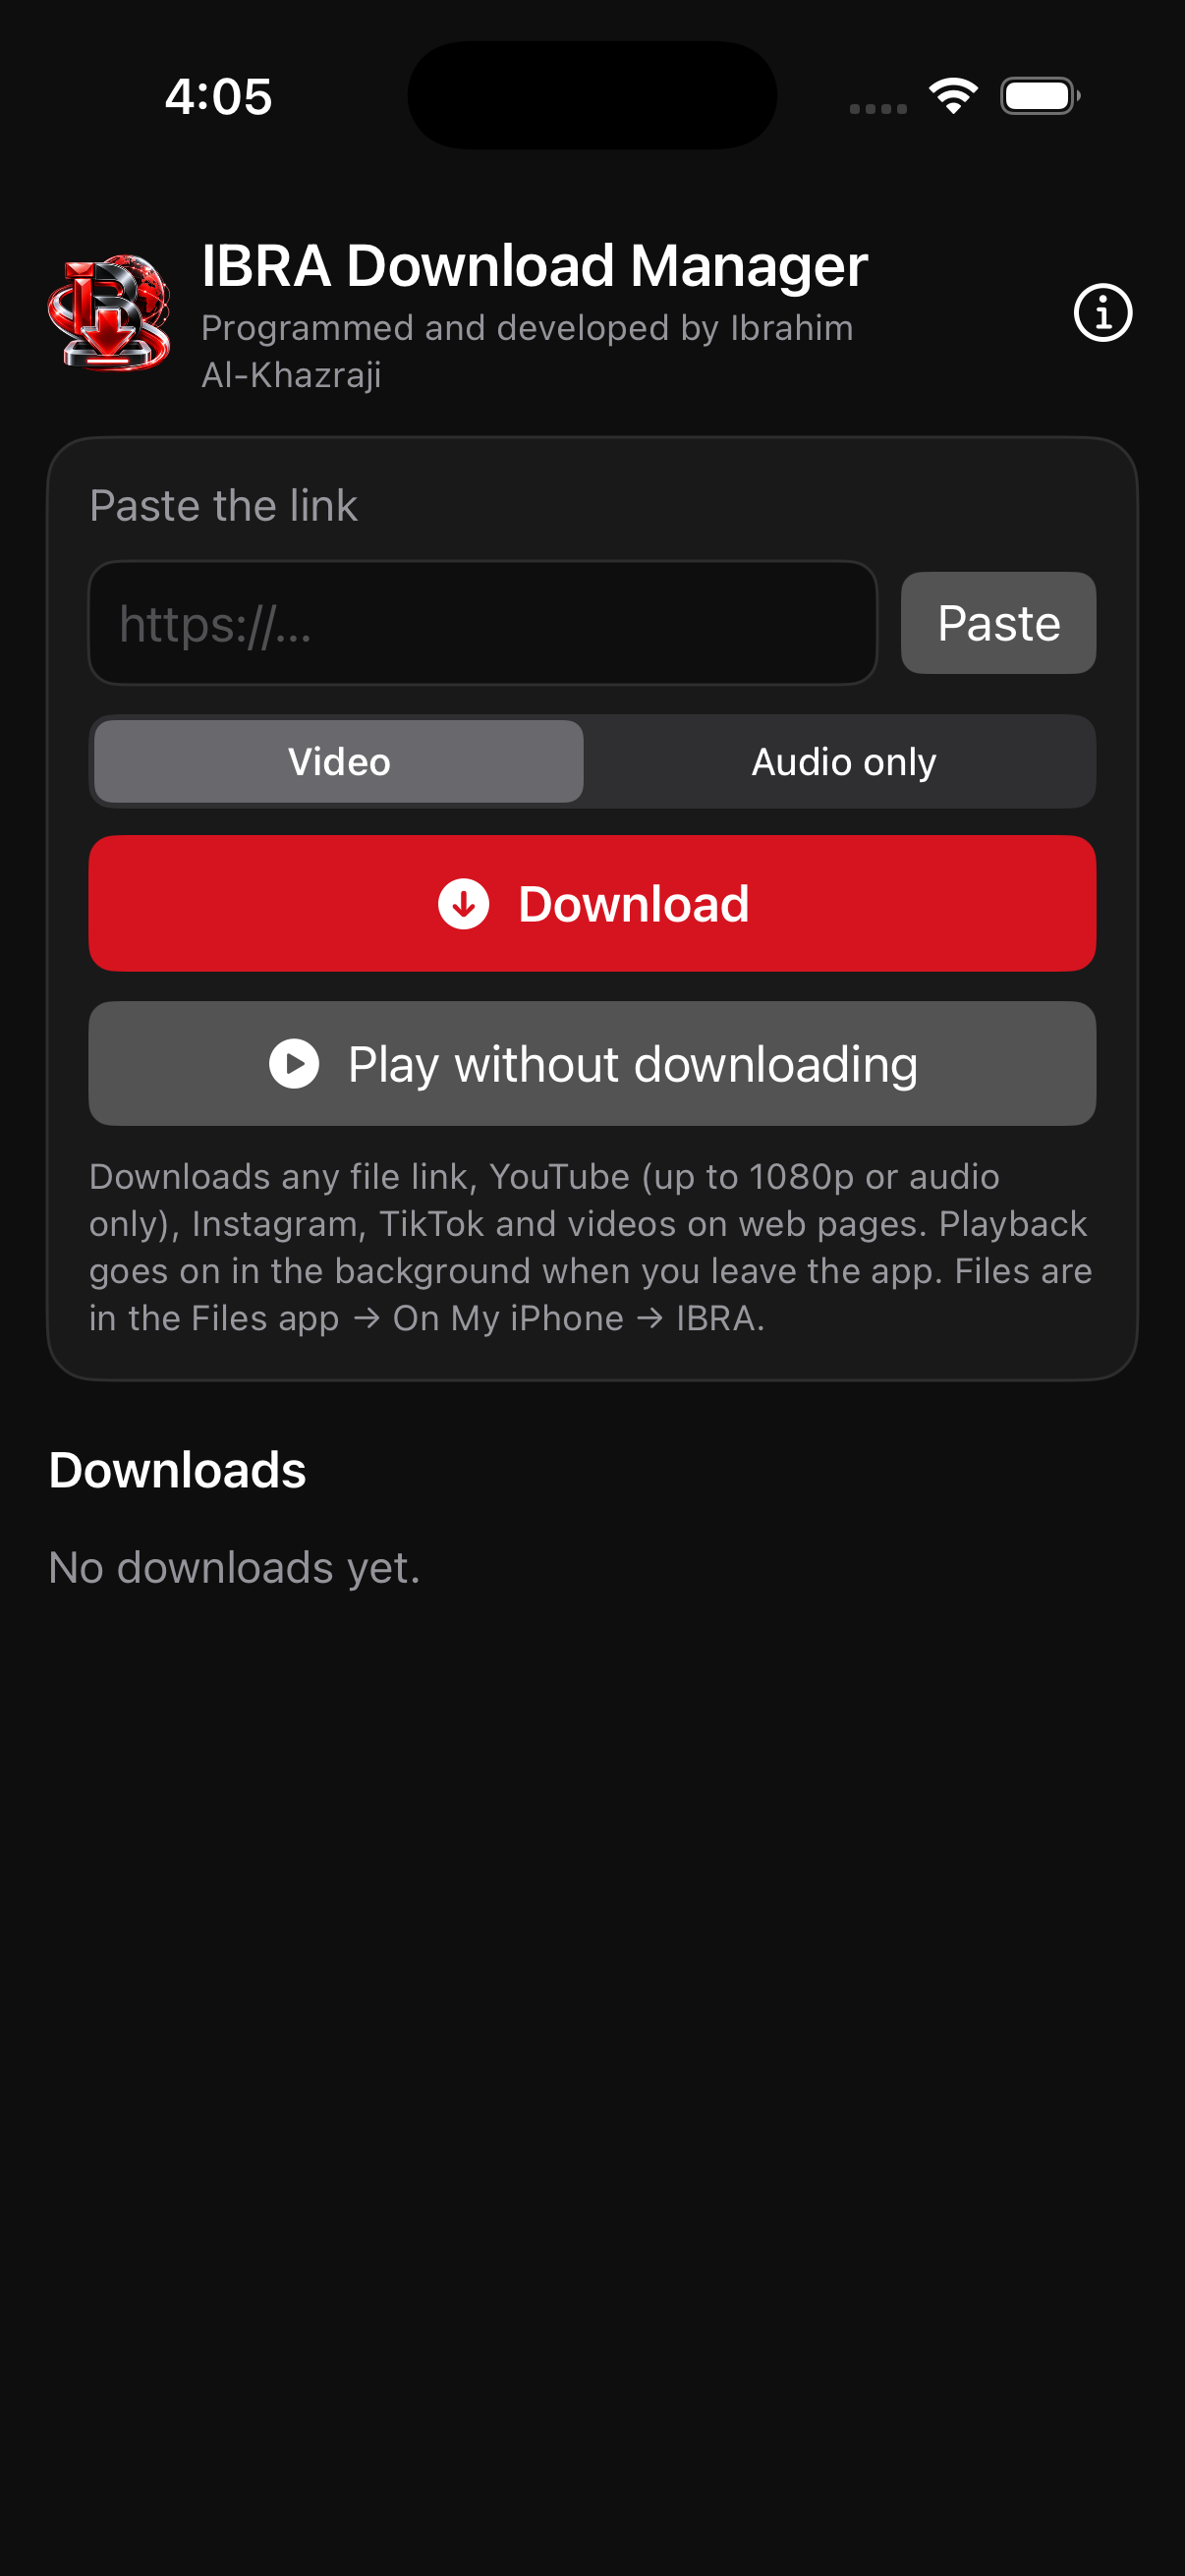 4:05
IBRA Download Manager
Programmed and developed by Ibrahim
Al-Khazraji
Paste the link
https://...
Paste
Video
Audio only
Download
Play without downloading
Downloads any file link, YouTube (up to 1080p or audio
only), Instagram, TikTok and videos on web pages. Playback
goes on in the background when you leave the app. Files are
in the Files app → On My iPhone → IBRA.
Downloads
No downloads yet.